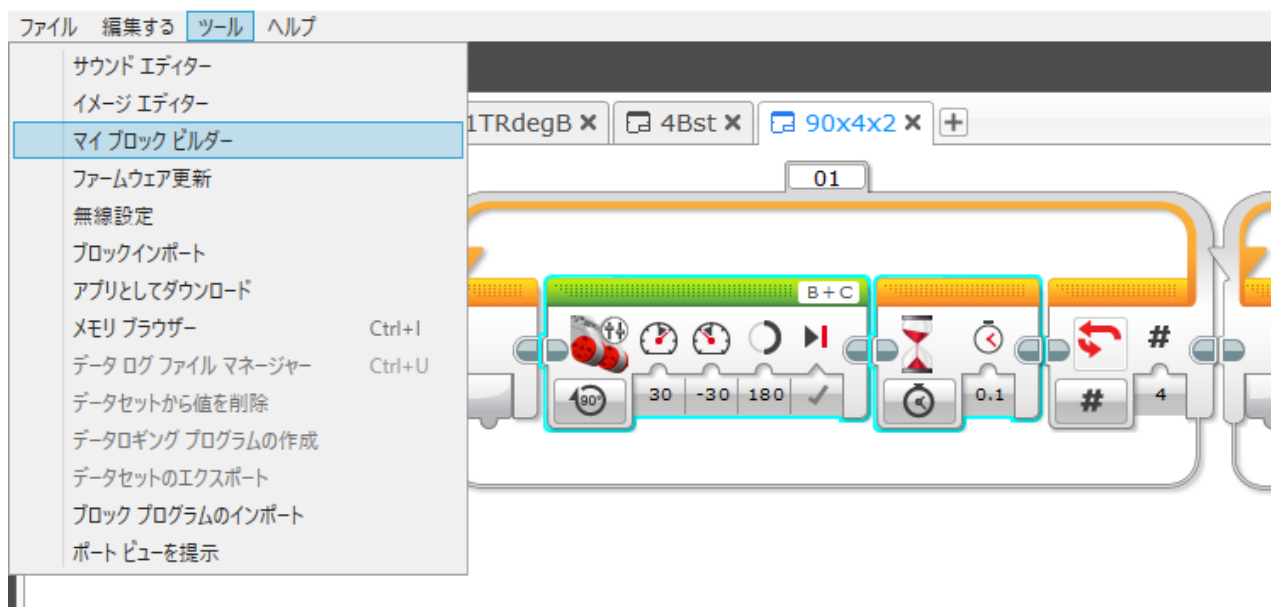 ファイル 編集する ツール ヘルプ
サウンド エディター
イメージ エディター
マイ ブロック ビルダー
ファームウェア更新
無線設定
ブロックインポート
アプリとしてダウンロード
メモリ ブラウザー Ctrl+I
データ ログ ファイル マネージャー Ctrl+U
データセットから値を削除
データロギング プログラムの作成
データセットのエクスポート
ブロック プログラムのインポート
ポート ビューを提示
1TRdegB 4Bst 90x4x2
01
B+C
90°
30 -30 180
0.1
#
# 4